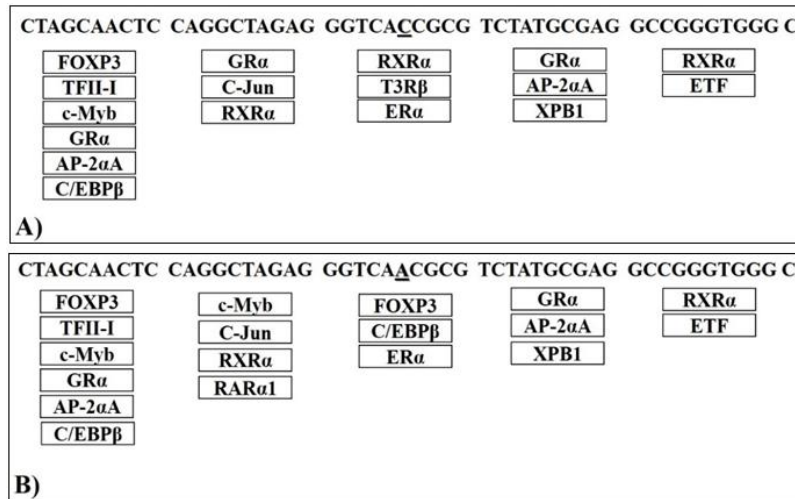 CTAGCAACTC CAGGCTAGAG GGTCACCGCG TCTATGCGAG GCCGGGTGGG C
FOXP3 GRα RXRα GRα RXRα
TFII-I C-Jun T3Rβ AP-2αA ETF
c-Myb RXRα ERα XPB1
GRα
AP-2αA
C/EBPβ
A)
CTAGCAACTC CAGGCTAGAG GGTCAACGCG TCTATGCGAG GCCGGGTGGG C
FOXP3 c-Myb FOXP3 GRα RXRα
TFII-I C-Jun C/EBPβ AP-2αA ETF
c-Myb RXRα ERα XPB1
GRα RARα1
AP-2αA
C/EBPβ
B)